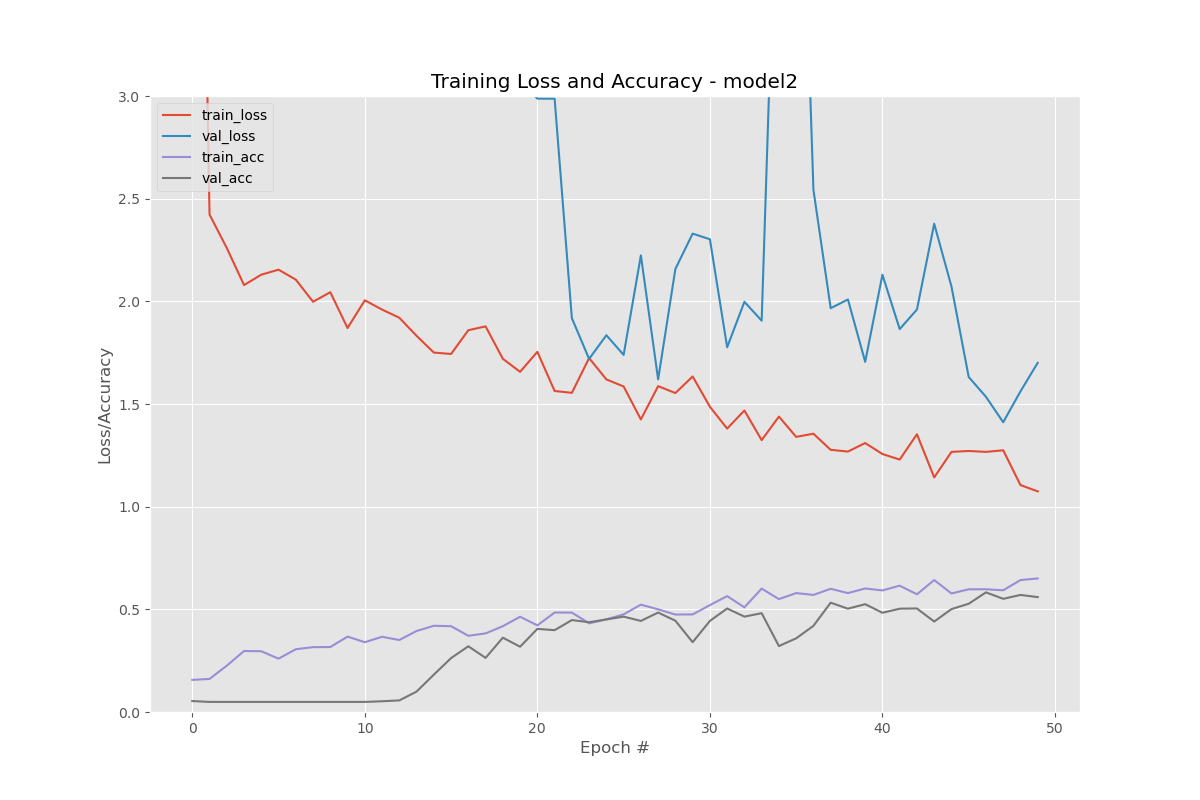 Training Loss and Accuracy - model2
3.0
2.5
2.0
1.5
1.0
0.5
0.0
Loss/Accuracy
train_loss
val_loss
train_acc
val_acc
0 10 20 30 40 50
Epoch #